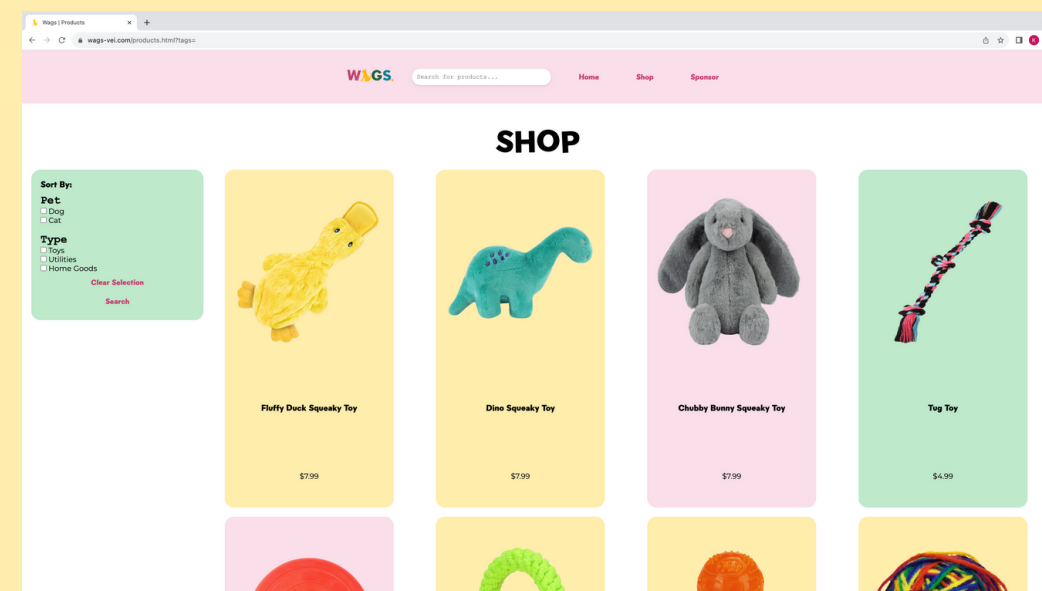 Wags | Products
wags-vei.com/products.html?tags=
K
WAGS.
Search for products...
Home
Shop
Sponsor
SHOP
Sort By:
Pet
Dog
Cat
Type
Toys
Utilities
Home Goods
Clear Selection
Search
Fluffy Duck Squeaky Toy
$7.99
Dino Squeaky Toy
$7.99
Chubby Bunny Squeaky Toy
$7.99
Tug Toy
$4.99